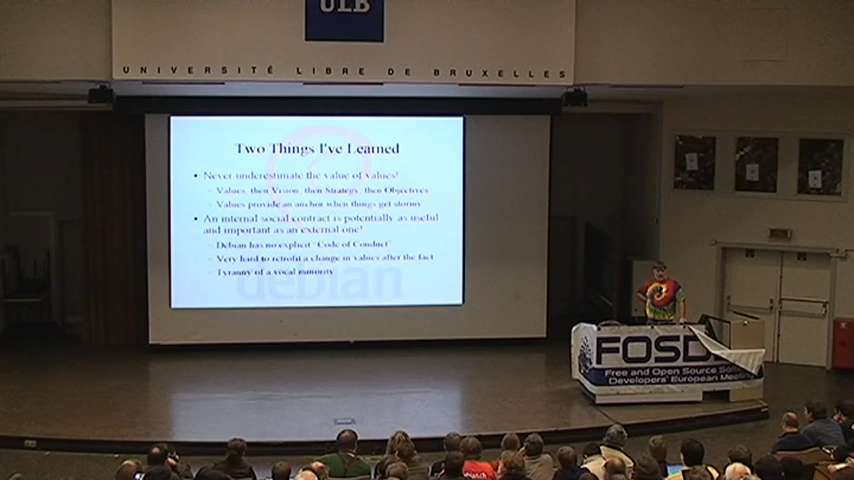 ULB
UNIVERSITÉ LIBRE DE BRUXELLES
Two Things I've Learned
• Never underestimate the value of values!
– Values, then Vision, then Strategy, then Objectives
– Values provide an anchor when things get stormy
• An internal social contract is potentially as useful
and important as an external one!
– Debian has no explicit "Code of Conduct"
– Very hard to retrofit a change in values after the fact
– Tyranny of a vocal minority
debian
FOSD
Free and Open Source Soft
Developers' European Meeting